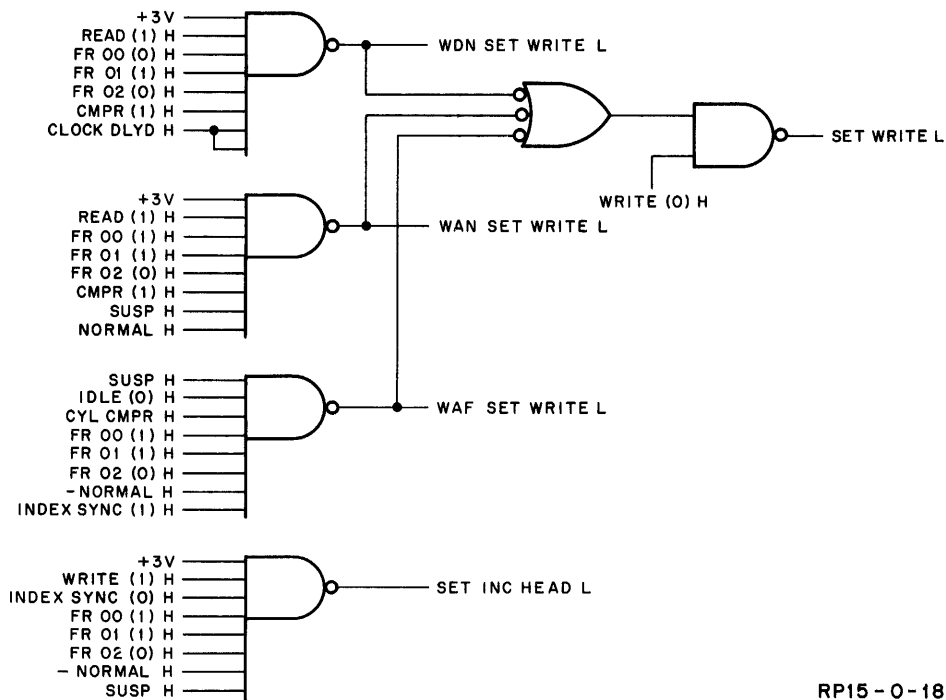 +3V
READ (1) H
FR 00 (0) H
FR 01 (1) H
FR 02 (0) H
CMPR (1) H
CLOCK DLYD H
WDN SET WRITE L
SET WRITE L
WRITE (0) H
+3V
READ (1) H
FR 00 (1) H
FR 01 (1) H
FR 02 (0) H
CMPR (1) H
SUSP H
NORMAL H
WAN SET WRITE L
SUSP H
IDLE (0) H
CYL CMPR H
FR 00 (1) H
FR 01 (1) H
FR 02 (0) H
-NORMAL H
INDEX SYNC (1) H
WAF SET WRITE L
+3V
WRITE (1) H
INDEX SYNC (0) H
FR 00 (1) H
FR 01 (1) H
FR 02 (0) H
- NORMAL H
SUSP H
SET INC HEAD L
RP15-0-18